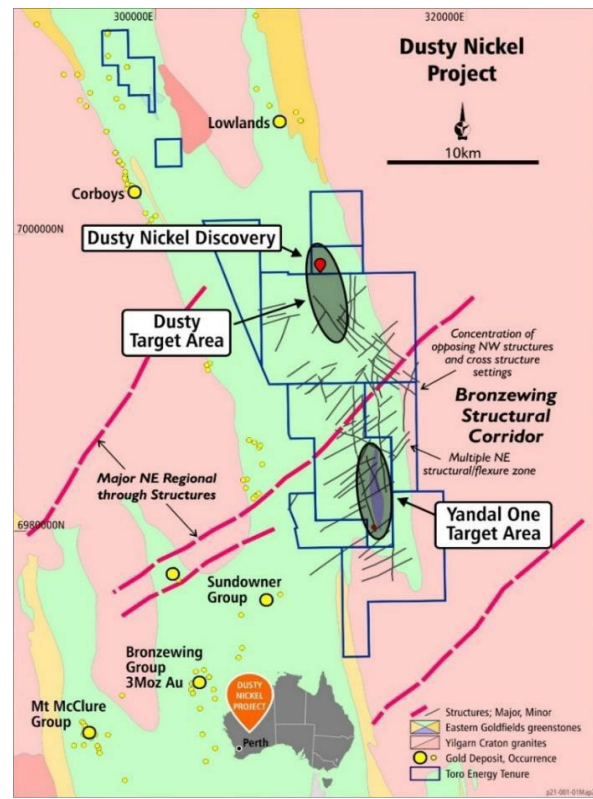 300000E
320000E
Dusty Nickel
Project
10km
Lowlands
Corboys
7000000N
Dusty Nickel Discovery
Dusty
Target Area
Concentration of
opposing NW structures
and cross structure
settings
Bronzewing
Structural
Corridor
Multiple NE
structural/flexure zone
Major NE Regional
through Structures
Yandal One
Target Area
6980000N
Sundowner
Group
Bronzewing
Group
3Moz Au
Mt McClure
Group
DUSTY
NICKEL
PROJECT
Perth
Structures; Major, Minor
Eastern Goldfields greenstones
Yilgarn Craton granites
Gold Deposit, Occurrence
Toro Energy Tenure